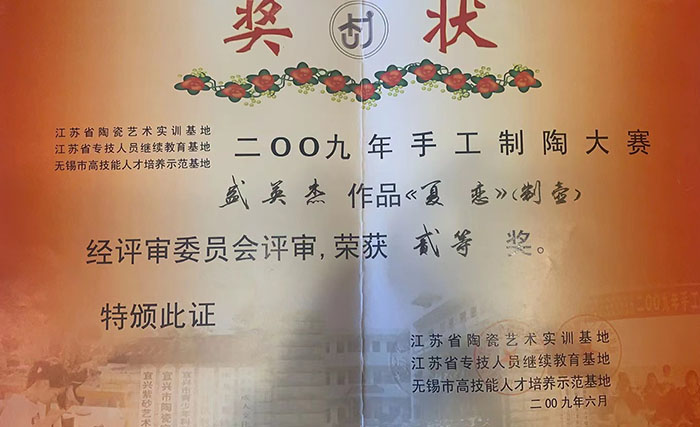 奖状
江苏省陶瓷艺术实训基地
江苏省专技人员继续教育基地
无锡市高技能人才培养示范基地
二OO九年手工制陶大赛
盛英杰 作品《夏恋》(制壶)
经评审委员会评审,荣获 贰等 奖。
特颁此证
江苏省陶瓷艺术实训基地
江苏省专技人员继续教育基地
无锡市高技能人才培养示范基地
二OO九年六月